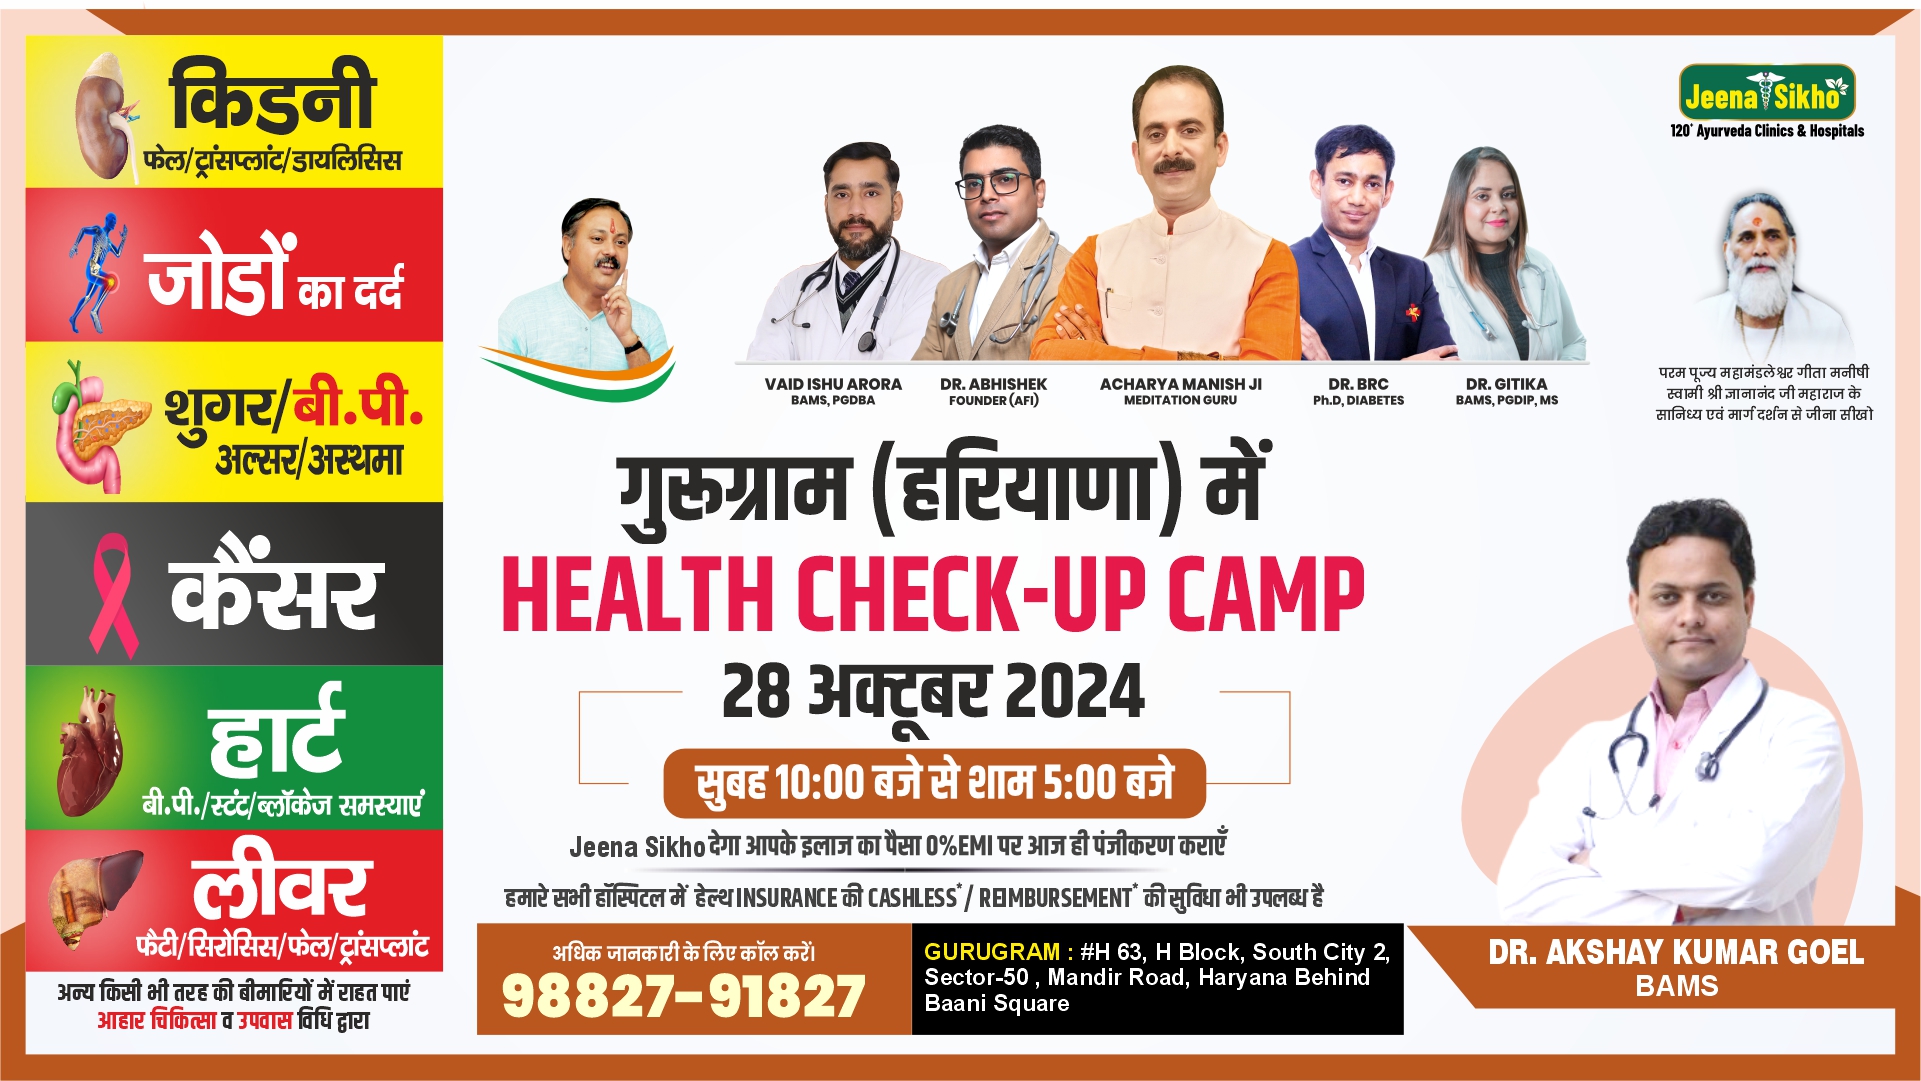 किडनी
फेल/ट्रांसप्लांट/डायलिसिस
जोडों का दर्द
शुगर/बी.पी.
अल्सर/अस्थमा
कैंसर
हार्ट
बी.पी./स्टंट/ब्लॉकेज समस्याएं
लीवर
फैटी/सिरोसिस/फेल/ट्रांसप्लांट
अन्य किसी भी तरह की बीमारियों में राहत पाएं
आहार चिकित्सा व उपवास विधि द्वारा
Jeena Sikho
120+ Ayurveda Clinics & Hospitals
VAID ISHU ARORA
BAMS, PGDBA
DR. ABHISHEK
FOUNDER (AFI)
ACHARYA MANISH JI
MEDITATION GURU
DR. BRC
Ph.D, DIABETES
DR. GITIKA
BAMS, PGDIP, MS
परम पूज्य महामंडलेश्वर गीता मनीषी
स्वामी श्री ज्ञानानंद जी महाराज के
सानिध्य एवं मार्ग दर्शन से जीना सीखो
गुरूग्राम (हरियाणा) में
HEALTH CHECK-UP CAMP
28 अक्टूबर 2024
सुबह 10:00 बजे से शाम 5:00 बजे
Jeena Sikho देगा आपके इलाज का पैसा 0%EMI पर आज ही पंजीकरण कराएँ
हमारे सभी हॉस्पिटल में हेल्थ INSURANCE की CASHLESS*/ REIMBURSEMENT* की सुविधा भी उपलब्ध है
अधिक जानकारी के लिए कॉल करें।
98827-91827
GURUGRAM : #H 63, H Block, South City 2,
Sector-50 , Mandir Road, Haryana Behind
Baani Square
DR. AKSHAY KUMAR GOEL
BAMS